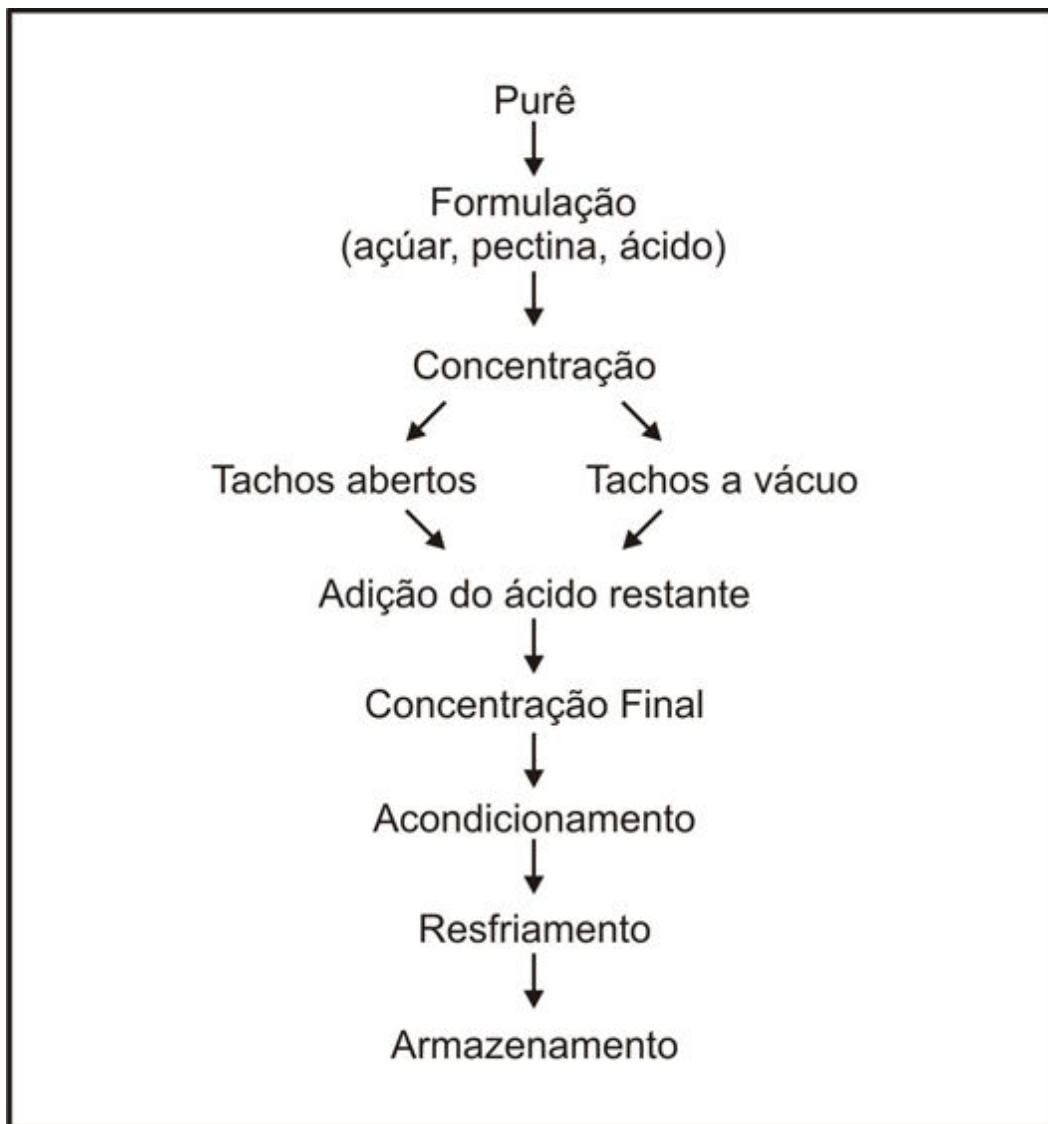 Purê
Formulação
(açúar, pectina, ácido)
Concentração
Tachos abertos
Tachos a vácuo
Adição do ácido restante
Concentração Final
Acondicionamento
Resfriamento
Armazenamento